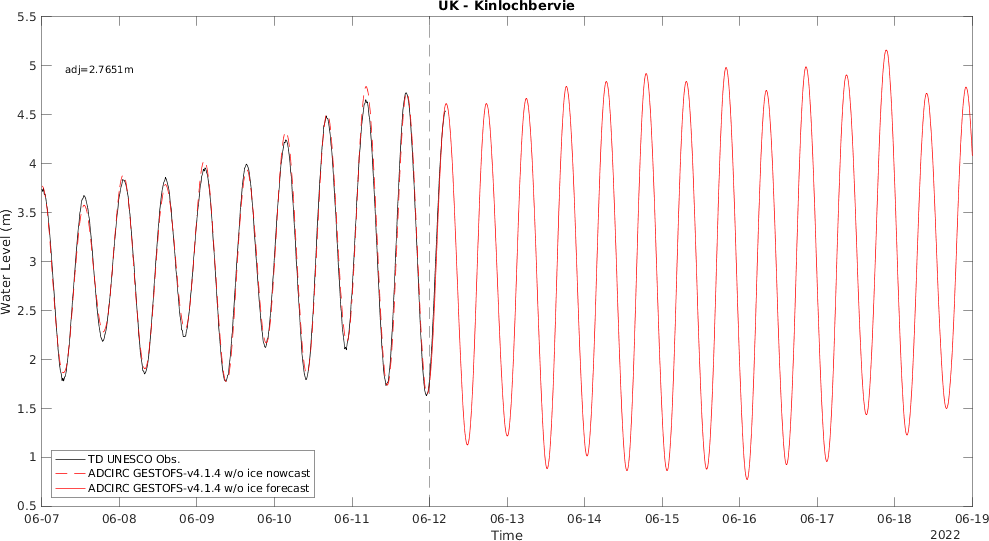 UK - Kinlochbervie
5.5
5
4.5
4
3.5
3
2.5
2
1.5
1
0.5
Water Level (m)
adj=2.7651m
TD UNESCO Obs.
ADCIRC GESTOFS-v4.1.4 w/o ice nowcast
ADCIRC GESTOFS-v4.1.4 w/o ice forecast
06-07 06-08 06-09 06-10 06-11 06-12 06-13 06-14 06-15 06-16 06-17 06-18 06-19
Time
2022